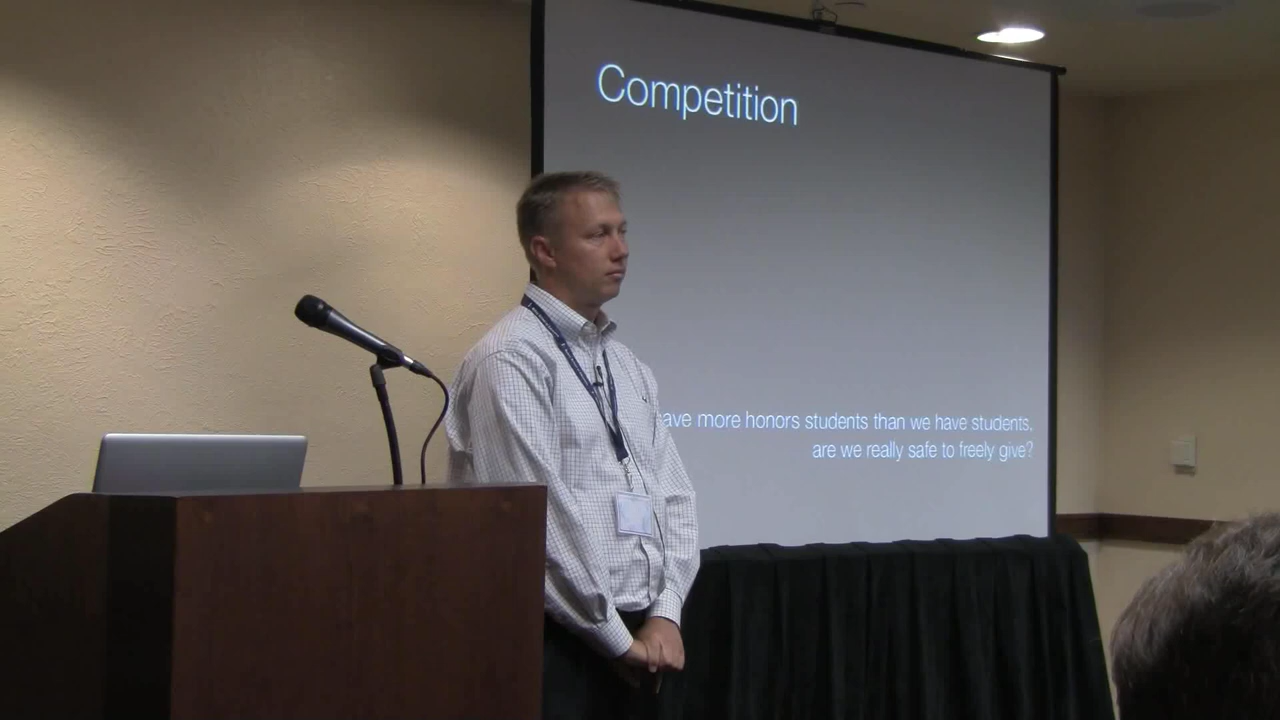 Competition
ave more honors students than we have students,
are we really safe to freely give?